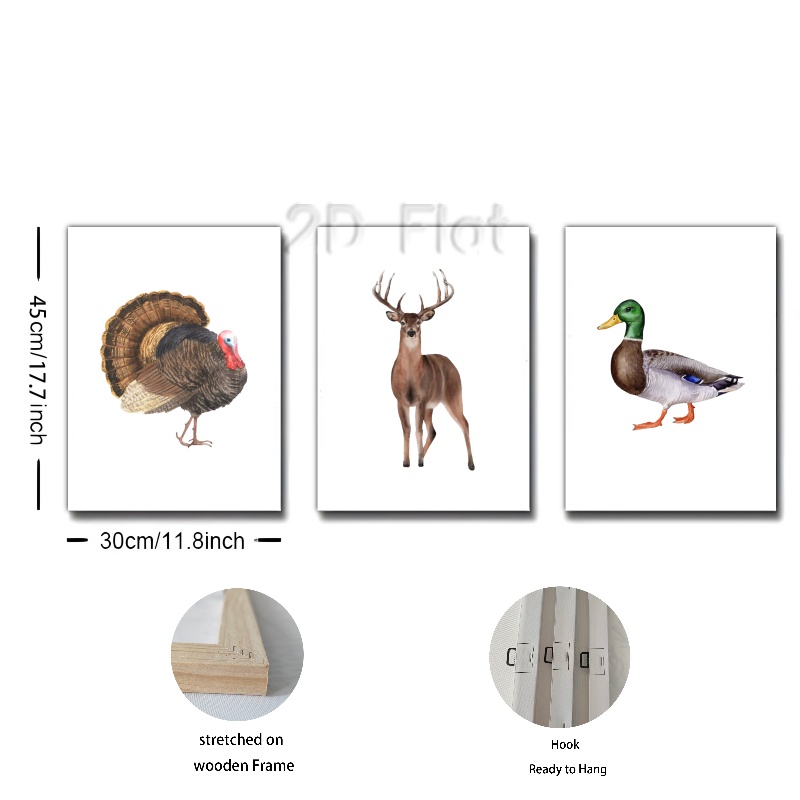 2D Flat
45cm/17.7inch
30cm/11.8inch
stretched on
wooden Frame
Hook
Ready to Hang